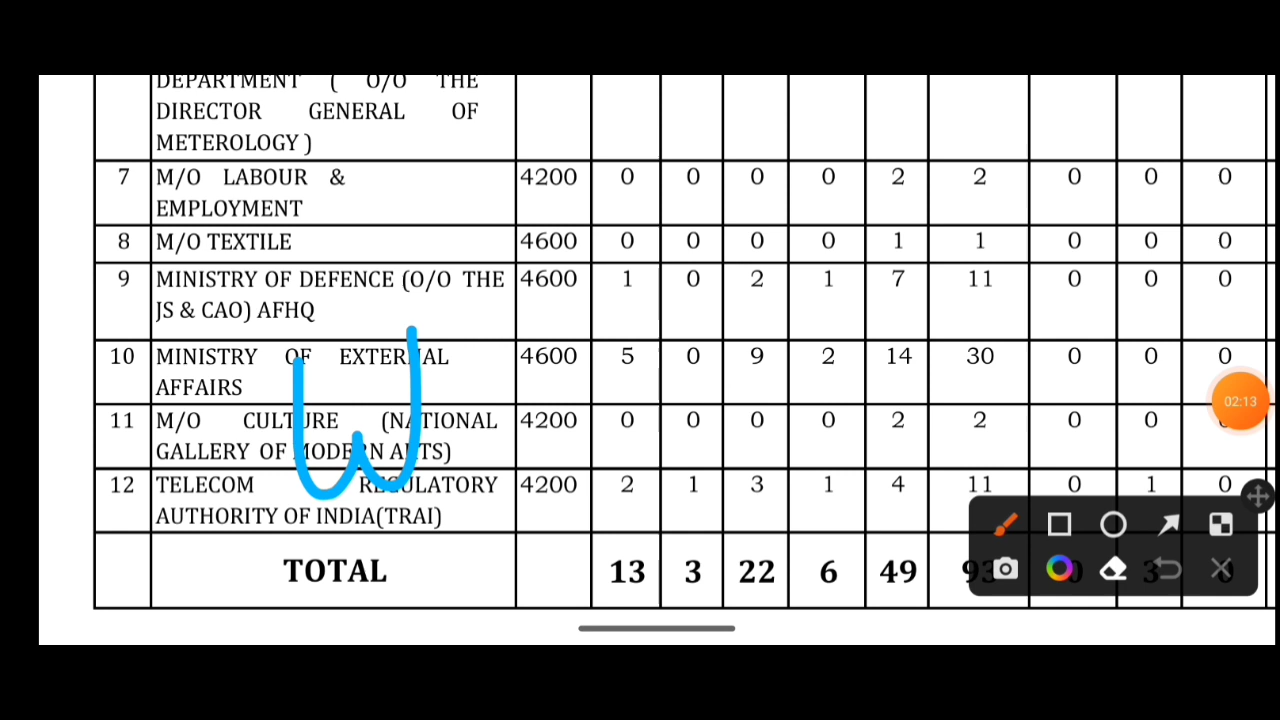 DEPARTMENT ( O/O THE
DIRECTOR GENERAL OF
METEROLOGY )
7 M/O LABOUR & 4200 0 0 0 0 2 2 0 0 0
EMPLOYMENT
8 M/O TEXTILE 4600 0 0 0 0 1 1 0 0 0
9 MINISTRY OF DEFENCE (O/O THE 4600 1 0 2 1 7 11 0 0 0
JS & CAO) AFHQ
10 MINISTRY OF EXTERNAL 4600 5 0 9 2 14 30 0 0 0
AFFAIRS
11 M/O CULTURE (NATIONAL 4200 0 0 0 0 2 2 0 0
GALLERY OF MODERN ARTS)
12 TELECOM REGULATORY 4200 2 1 3 1 4 11 0 1 0
AUTHORITY OF INDIA(TRAI)
TOTAL 13 3 22 6 49 93 0 3 0
02:13